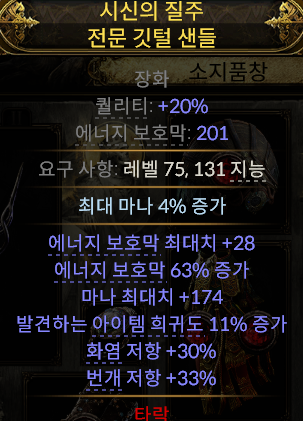 시신의 질주
전문 깃털 샌들
장화
소지품창
퀄리티: +20%
에너지 보호막: 201
요구 사항: 레벨 75, 131 지능
최대 마나 4% 증가
에너지 보호막 최대치 +28
에너지 보호막 63% 증가
마나 최대치 +174
발견하는 아이템 희귀도 11% 증가
화염 저항 +30%
번개 저항 +33%
타락